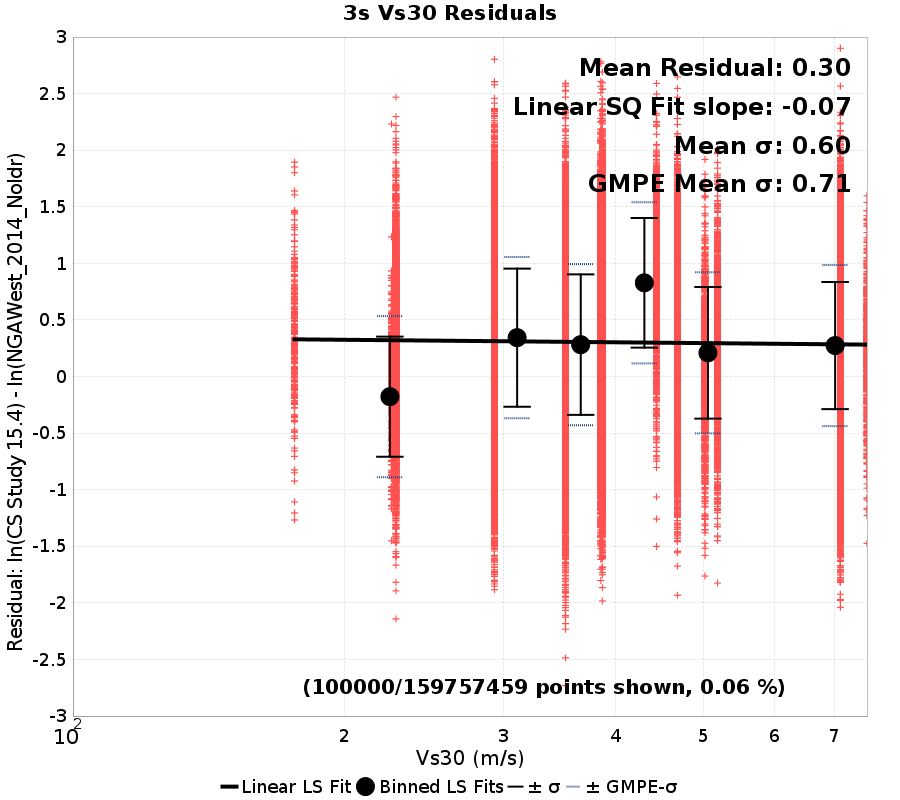 3s Vs30 Residuals
Mean Residual: 0.30
Linear SQ Fit slope: -0.07
Mean σ: 0.60
GMPE Mean σ: 0.71
Residual: ln(CS Study 15.4) - ln(NGAWest_2014_NoIdr)
3
2.5
2
1.5
1
0.5
0
-0.5
-1
-1.5
-2
-2.5
-3
(100000/159757459 points shown, 0.06 %)
10^2
2 3 4 5 6 7
Vs30 (m/s)
Linear LS Fit Binned LS Fits ± σ ± GMPE-σ